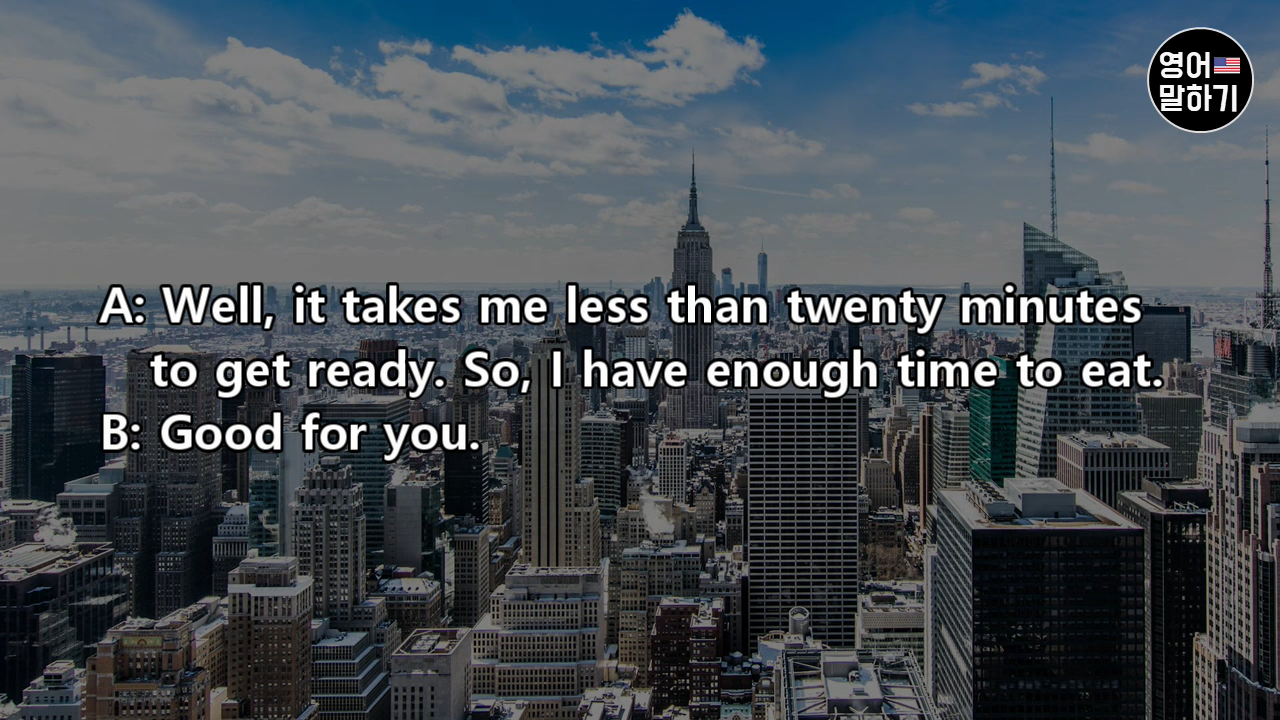 영어
말하기
A: Well, it takes me less than twenty minutes
to get ready. So, I have enough time to eat.
B: Good for you.